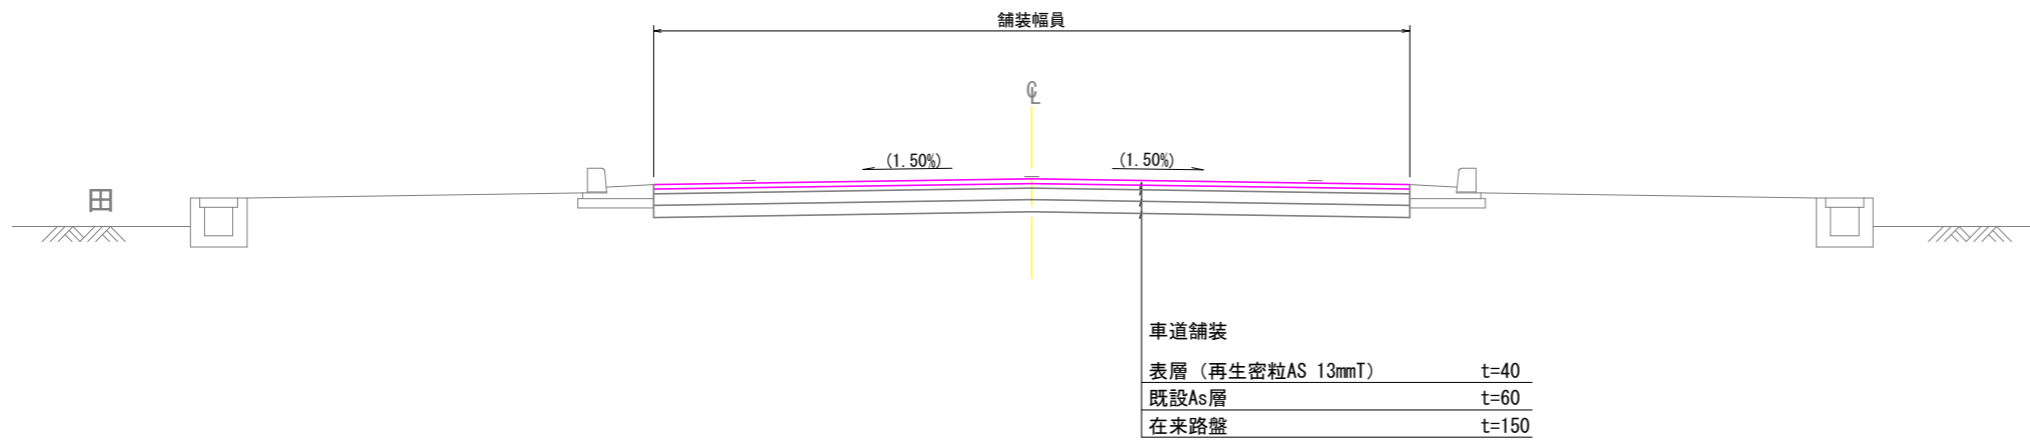 舗装幅員
CL
(1.50%) (1.50%)
田
車道舗装
表層（再生密粒AS 13mmT） t=40
既設As層 t=60
在来路盤 t=150